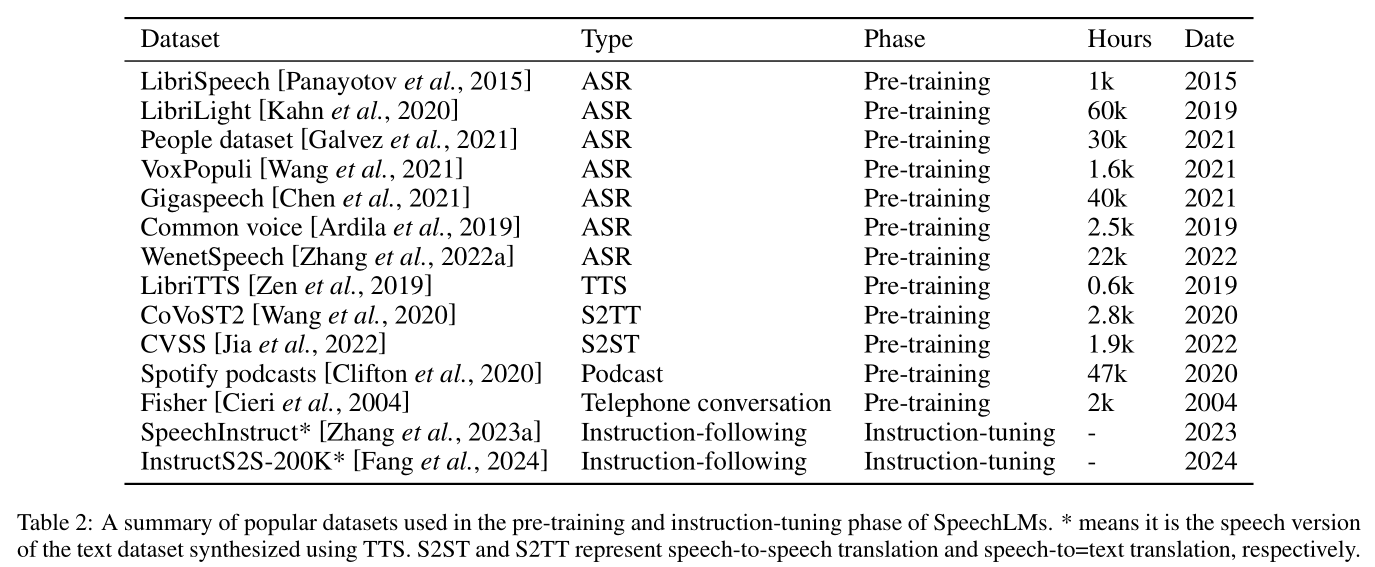 Dataset Type Phase Hours Date
LibriSpeech [Panayotov et al., 2015] ASR Pre-training 1k 2015
LibriLight [Kahn et al., 2020] ASR Pre-training 60k 2019
People dataset [Galvez et al., 2021] ASR Pre-training 30k 2021
VoxPopuli [Wang et al., 2021] ASR Pre-training 1.6k 2021
Gigaspeech [Chen et al., 2021] ASR Pre-training 40k 2021
Common voice [Ardila et al., 2019] ASR Pre-training 2.5k 2019
WenetSpeech [Zhang et al., 2022a] ASR Pre-training 22k 2022
LibriTTS [Zen et al., 2019] TTS Pre-training 0.6k 2019
CoVoST2 [Wang et al., 2020] S2TT Pre-training 2.8k 2020
CVSS [Jia et al., 2022] S2ST Pre-training 1.9k 2022
Spotify podcasts [Clifton et al., 2020] Podcast Pre-training 47k 2020
Fisher [Cieri et al., 2004] Telephone conversation Pre-training 2k 2004
SpeechInstruct* [Zhang et al., 2023a] Instruction-following Instruction-tuning - 2023
InstructS2S-200K* [Fang et al., 2024] Instruction-following Instruction-tuning - 2024
Table 2: A summary of popular datasets used in the pre-training and instruction-tuning phase of SpeechLMs. * means it is the speech version
of the text dataset synthesized using TTS. S2ST and S2TT represent speech-to-speech translation and speech-to=text translation, respectively.